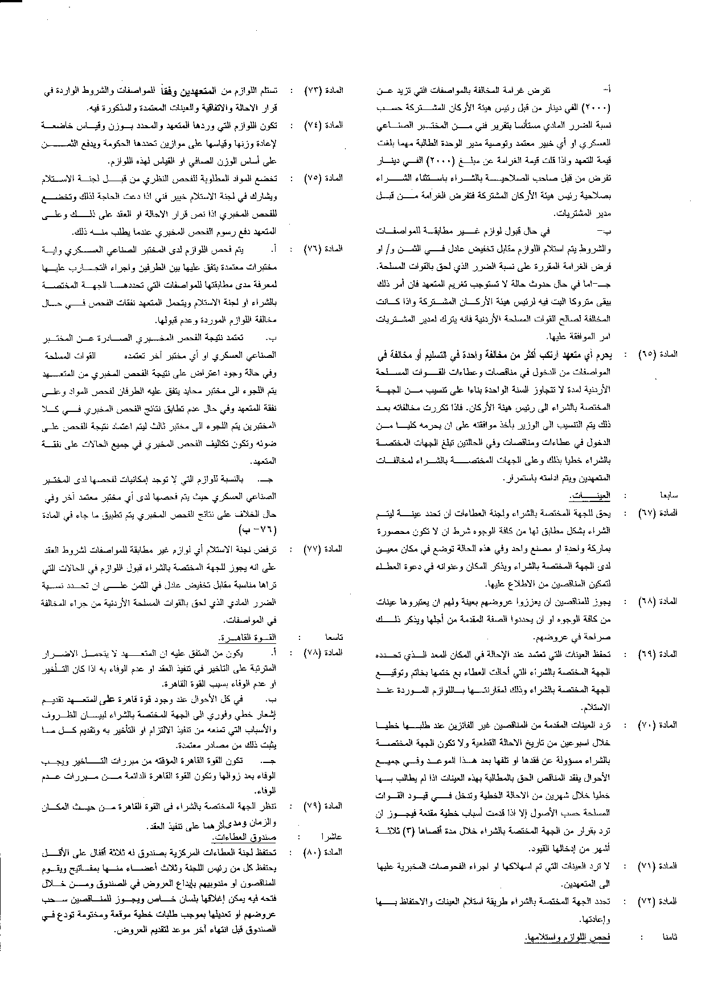 أ- تفرض غرامة المخالفة بالمواصفات التي تزيد عن
(٢٠٠٠) الفي دينار من قبل رئيس هيئة الأركان المشتركة حسب
نسبة الضرر المادي مستأنسا بتقرير فني من المختبر الصناعي
العسكري او أي خبير معتمد وتوصية مدير الوحدة الطالبة مهما بلغت
قيمة التعهد واذا قلت قيمة الغرامة عن مبلغ (٢٠٠٠) الفي دينار
تفرض من قبل صاحب الصلاحية بالشراء باستثناء الشراء
بصلاحية رئيس هيئة الأركان المشتركة فتفرض الغرامة من قبل
مدير المشتريات.
ب- في حال قبول لوازم غير مطابقة للمواصفات
والشروط يتم استلام اللوازم مقابل تخفيض عادل في الثمن و/ او
فرض الغرامة المقررة على نسبة الضرر الذي لحق بالقوات المسلحة.
جـ-اما في حال حدوث حالة لا تستوجب تغريم المتعهد فان أمر ذلك
يبقى متروكا البت فيه لرئيس هيئة الأركان المشتركة واذا كانت
المخالفة لصالح القوات المسلحة الأردنية فانه يترك لمدير المشتريات
امر الموافقة عليها.
المادة (٦٥) : يحرم أي متعهد ارتكب أكثر من مخالفة واحدة في التسليم أو مخالفة في
المواصفات من الدخول في مناقصات وعطاءات القوات المسلحة
الأردنية لمدة لا تتجاوز السنة الواحدة بناءا على تنسيب من الجهة
المختصة بالشراء الى رئيس هيئة الأركان. فاذا تكررت مخالفاته بعد
ذلك يتم التنسيب الى الوزير بأخذ موافقته على ان يحرمه كليا من
الدخول في عطاءات ومناقصات وفي الحالتين تبلغ الجهات المختصة
بالشراء خطيا بذلك وعلى الجهات المختصة بالشراء لمخالفات
المتعهدين ويتم ادامته باستمرار.
سابعا : العينات.
المادة (٦٧) : يحق للجهة المختصة بالشراء ولجنة العطاءات ان تحدد عينة ليتم
الشراء بشكل مطابق لها من كافة الوجوه شرط ان لا تكون محصورة
بماركة واحدة او مصنع واحد وفي هذه الحالة توضع في مكان معين
لدى الجهة المختصة بالشراء ويذكر المكان وعنوانه في دعوة العطاء
لتمكين المناقصين من الاطلاع عليها.
المادة (٦٨) : يجوز للمناقصين ان يعززوا عروضهم بعينة ولهم ان يعتبروها عينات
من كافة الوجوه او ان يحددوا الصفة المقدمة من أجلها ويذكر ذلك
صراحة في عروضهم.
المادة (٦٩) : تحفظ العينات التي تعتمد عند الإحالة في المكان المعد الذي تحدده
الجهة المختصة بالشراء التي أحالت العطاء بع ختمها بخاتم وتوقيع
الجهة المختصة بالشراء وذلك لمقارنتها باللوازم الموردة عند
الاستلام.
المادة (٧٠) : ترد العينات المقدمة من المناقصين غير الفائزين عند طلبها خطيا
خلال اسبوعين من تاريخ الاحالة القطعية ولا تكون الجهة المختصة
بالشراء مسؤولة عن فقدها او تلفها بعد هذا الموعد وفي جميع
الأحوال يفقد المناقص الحق بالمطالبة بهذه العينات اذا لم يطالب بها
خطيا خلال شهرين من الاحالة الخطية وتدخل في قيود القوات
المسلحة حسب الأصول إلا اذا قدمت أسباب خطية مقنعة فيجوز ان
ترد بقرار من الجهة المختصة بالشراء خلال مدة أقصاها (٣) ثلاثة
أشهر من إدخالها القيود.
المادة (٧١) : لا ترد العينات التي تم اسهلاكها او اجراء الفحوصات المخبرية عليها
الى المتعهدين.
المادة (٧٢) : تحدد الجهة المختصة بالشراء طريقة استلام العينات والاحتفاظ بها
وإعادتها.
ثامنا : فحص اللوازم واستلامها.
المادة (٧٣) : تستلم اللوازم من المتعهدين وفقا للمواصفات والشروط الواردة في
قرار الاحالة والاتفاقية والعينات المعتمدة والمذكورة فيه.
المادة (٧٤) : تكون اللوازم التي وردها المتعهد والمحدد بوزن وقياس خاضعة
لإعادة وزنها وقياسها على موازين تحددها الحكومة ويدفع الثمن
على أساس الوزن الصافي او القياس لهذه اللوازم.
المادة (٧٥) : تخضع المواد المطلوبة للفحص النظري من قبل لجنة الاستلام
ويشارك في لجنة الاستلام خبير فني اذا دعت الحاجة لذلك وتخضع
للفحص المخبري اذا نص قرار الاحالة او العقد على ذلك وعلى
المتعهد دفع رسوم الفحص المخبري عندما يطلب منه ذلك.
المادة (٧٦) : أ. يتم فحص اللوازم لدى المختبر الصناعي العسكري واية
مختبرات معتمدة يتفق عليها بين الطرفين واجراء التجارب عليها
لمعرفة مدى مطابقتها للمواصفات التي تحددها الجهة المختصة
بالشراء او لجنة الاستلام ويتحمل المتعهد نفقات الفحص في حال
مخالفة اللوازم الموردة وعدم قبولها.
ب. تعتمد نتيجة الفحص المخبري الصادرة عن المختبر
الصناعي العسكري او أي مختبر آخر تعتمده القوات المسلحة
وفي حالة وجود اعتراض على نتيجة الفحص المخبري من المتعهد
يتم اللجوء الى مختبر محايد يتفق عليه الطرفان لفحص المواد وعلى
نفقة المتعهد وفي حال عدم تطابق نتائج الفحص المخبري في كلا
المختبرين يتم اللجوء الى مختبر ثالث ليتم اعتماد نتيجة الفحص على
ضوئه وتكون تكاليف الفحص المخبري في جميع الحالات على نفقة
المتعهد.
جـ. بالنسبة للوازم التي لا توجد إمكانيات لفحصها لدى المختبر
الصناعي العسكري حيث يتم فحصها لدى أي مختبر معتمد آخر وفي
حال الخلاف على نتائج الفحص المخبري يتم تطبيق ما جاء في المادة
(٧٦- ب)
المادة (٧٧) : ترفض لجنة الاستلام أي لوازم غير مطابقة للمواصفات لشروط العقد
على انه يجوز للجهة المختصة بالشراء قبول اللوازم في الحالات التي
تراها مناسبة مقابل تخفيض عادل في الثمن على ان تحدد نسبة
الضرر المادي الذي لحق بالقوات المسلحة الأردنية من جراء المخالفة
في المواصفات.
تاسعا : القوة القاهرة.
المادة (٧٨) : أ. يكون من المتفق عليه ان المتعهد لا يتحمل الاضرار
المترتبة على التاخير في تنفيذ العقد او عدم الوفاء به اذا كان التأخير
او عدم الوفاء بسبب القوة القاهرة.
ب. في كل الأحوال عند وجود قوة قاهرة على المتعهد تقديم
إشعار خطي وفوري الى الجهة المختصة بالشراء لبيان الظروف
والأسباب التي تمنعه من تنفيذ الالتزام او التأخير به وتقديم كل ما
يثبت ذلك من مصادر معتمدة.
جـ. تكون القوة القاهرة المؤقته من مبررات التاخير ويجب
الوفاء بعد زوالها وتكون القوة القاهرة الدائمة من مبررات عدم
الوفاء.
المادة (٧٩) : تنظر الجهة المختصة بالشراء في القوة القاهرة من حيث المكان
والزمان ومدى أثرهما على تنفيذ العقد.
عاشرا : صندوق العطاءات.
المادة (٨٠) : تحتفظ لجنة العطاءات المركزية بصندوق له ثلاثة أقفال على الأقل
يحتفظ كل من رئيس اللجنة وثلاث أعضاء منها بمفاتيح ويقوم
المناقصون او مندوبيهم بإيداع العروض في الصندوق ومن خلال
فتحه فيه يمكن إغلاقها بلسان خاص ويجوز للمناقصين سحب
عروضهم او تعديلها بموجب طلبات خطية موقعة ومختومة تودع في
الصندوق قبل انتهاء آخر موعد لتقديم العروض.